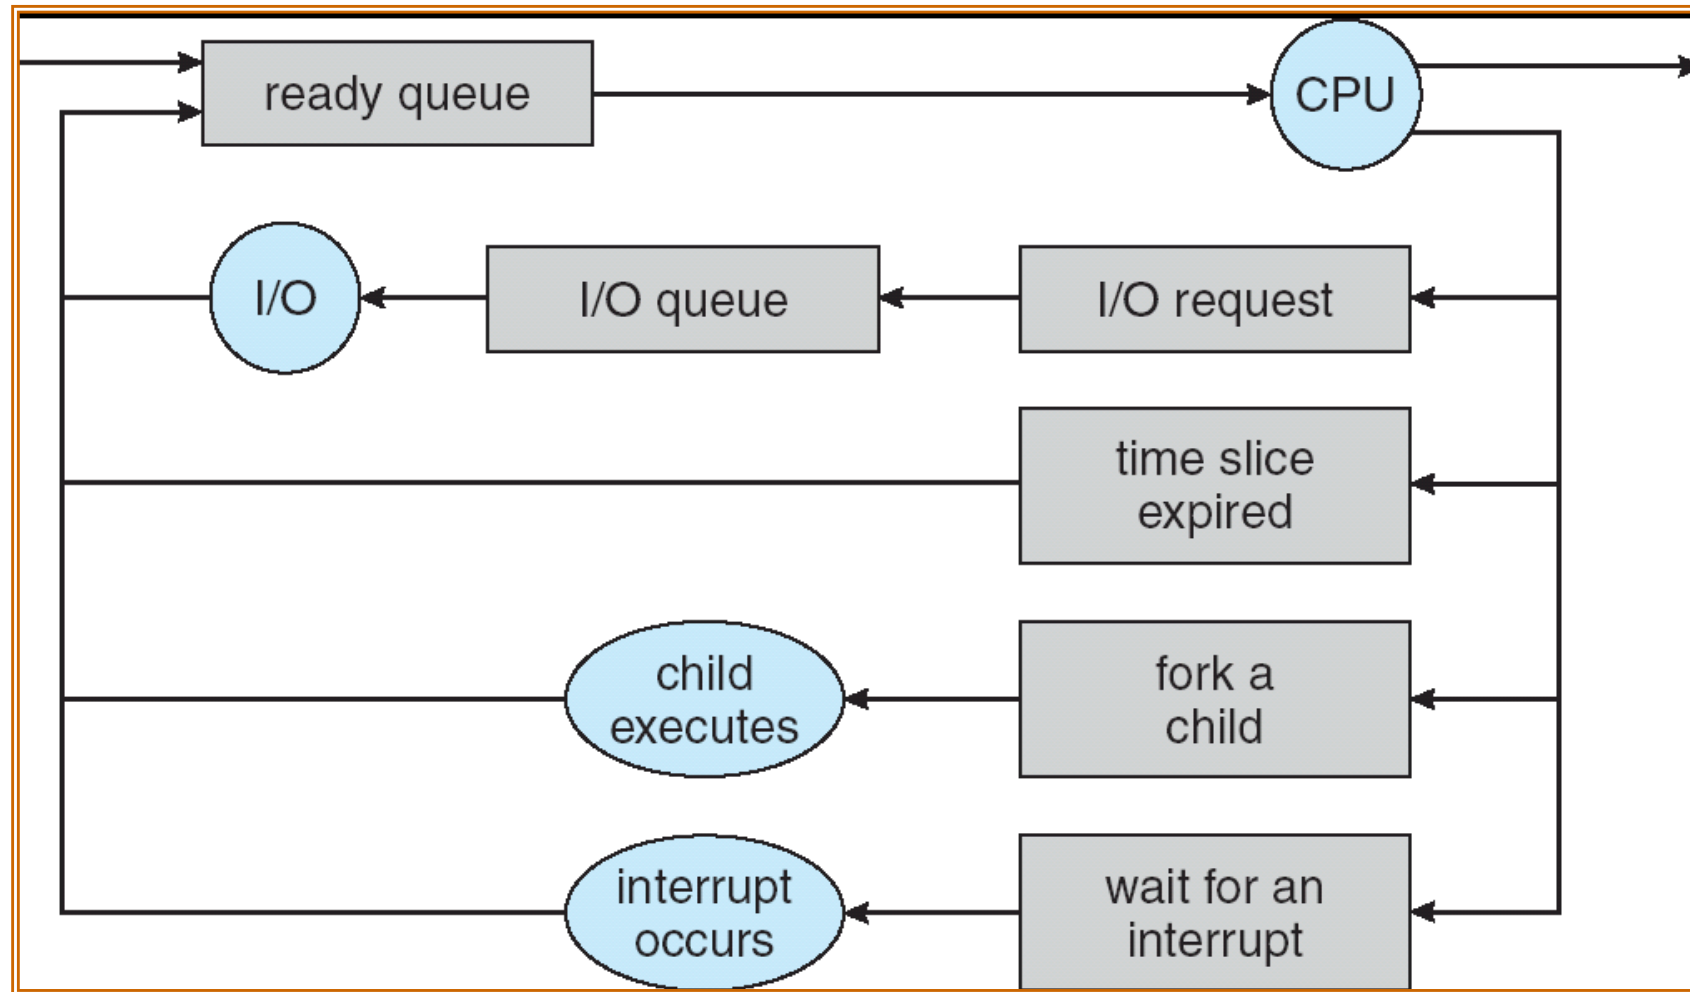 ready queue
CPU
I/O
I/O queue
I/O request
time slice
expired
child
executes
fork a
child
interrupt
occurs
wait for an
interrupt